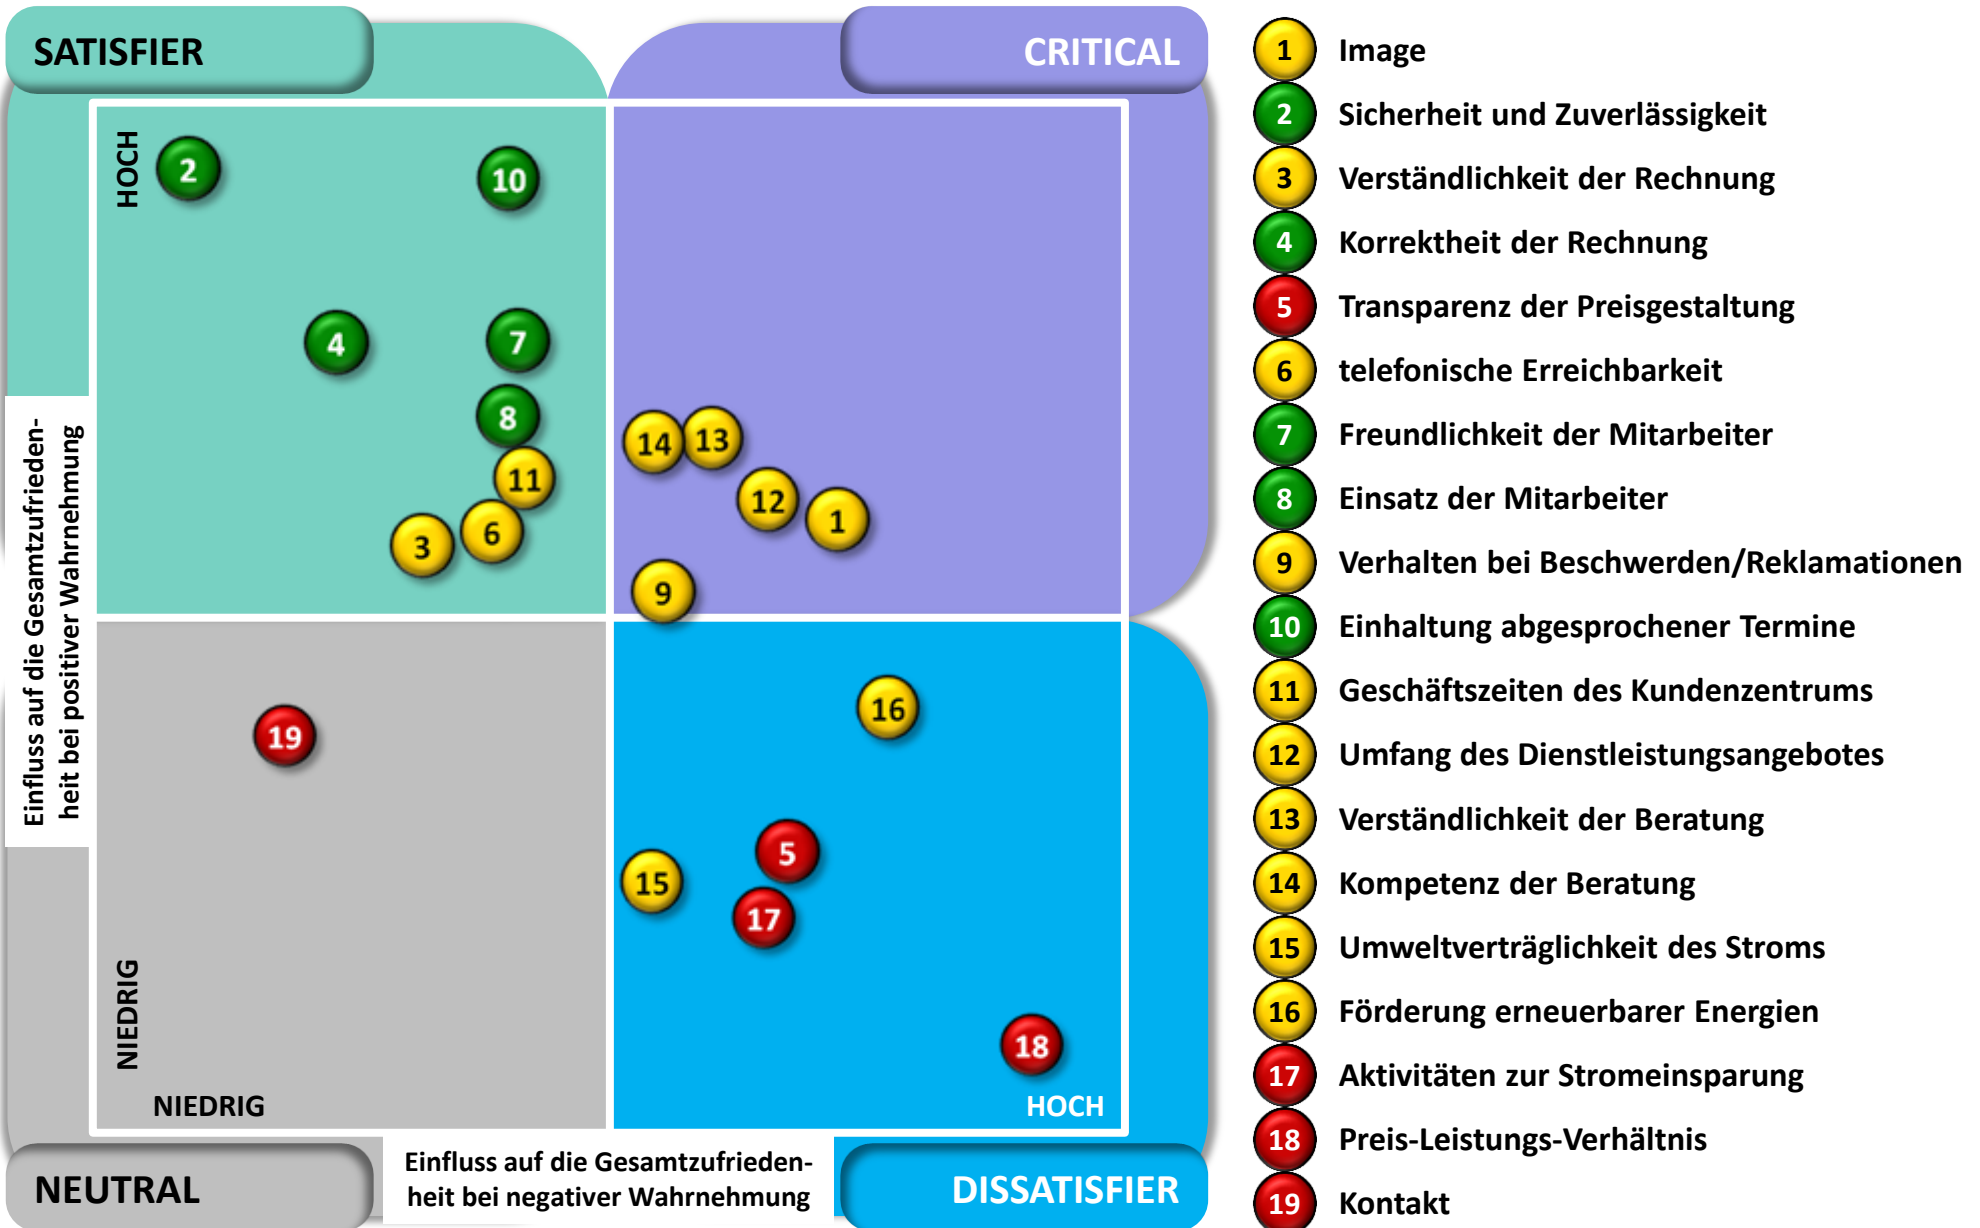 SATISFIER
CRITICAL
HOCH
2
10
4
7
8
14
13
11
12
1
6
3
9
Einfluss auf die Gesamtzufrieden-
heit bei positiver Wahrnehmung
16
19
5
15
17
18
NIEDRIG
NIEDRIG
HOCH
NEUTRAL
Einfluss auf die Gesamtzufrieden-
heit bei negativer Wahrnehmung
DISSATISFIER
1 Image
2 Sicherheit und Zuverlässigkeit
3 Verständlichkeit der Rechnung
4 Korrektheit der Rechnung
5 Transparenz der Preisgestaltung
6 telefonische Erreichbarkeit
7 Freundlichkeit der Mitarbeiter
8 Einsatz der Mitarbeiter
9 Verhalten bei Beschwerden/Reklamationen
10 Einhaltung abgesprochener Termine
11 Geschäftszeiten des Kundenzentrums
12 Umfang des Dienstleistungsangebotes
13 Verständlichkeit der Beratung
14 Kompetenz der Beratung
15 Umweltverträglichkeit des Stroms
16 Förderung erneuerbarer Energien
17 Aktivitäten zur Stromeinsparung
18 Preis-Leistungs-Verhältnis
19 Kontakt